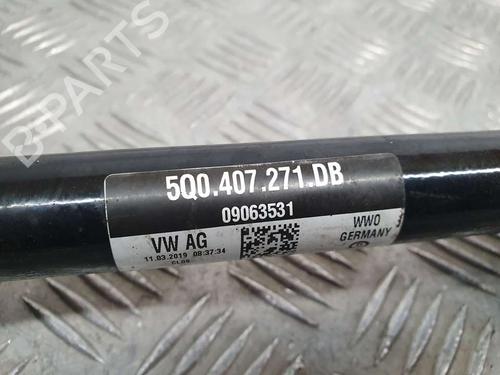 B-PARTS
5Q0.407.271.DB
09063531
VW AG
11.03.2019 08:37:34
WWO
GERMANY